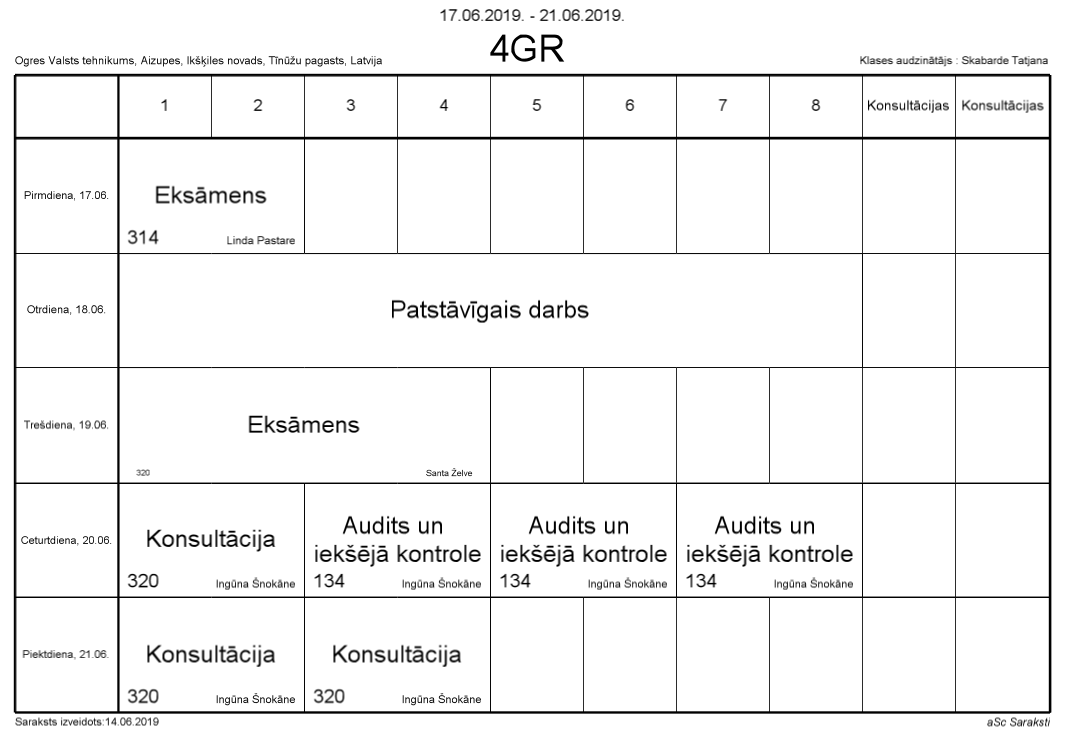 17.06.2019. - 21.06.2019.
4GR
Ogres Valsts tehnikums, Aizupes, Ikšķiles novads, Tīnūžu pagasts, Latvija
Klases audzinātājs : Skabarde Tatjana
1 2 3 4 5 6 7 8 Konsultācijas Konsultācijas
Pirmdiena, 17.06.
Eksāmens
314 Linda Pastare
Otrdiena, 18.06.
Patstāvīgais darbs
Trešdiena, 19.06.
Eksāmens
320 Santa Želve
Ceturtdiena, 20.06.
Konsultācija
320 Ingūna Šnokāne
Audits un
iekšējā kontrole
134 Ingūna Šnokāne
Audits un
iekšējā kontrole
134 Ingūna Šnokāne
Audits un
iekšējā kontrole
134 Ingūna Šnokāne
Piektdiena, 21.06.
Konsultācija
320 Ingūna Šnokāne
Konsultācija
320 Ingūna Šnokāne
Saraksts izveidots:14.06.2019
aSc Saraksti